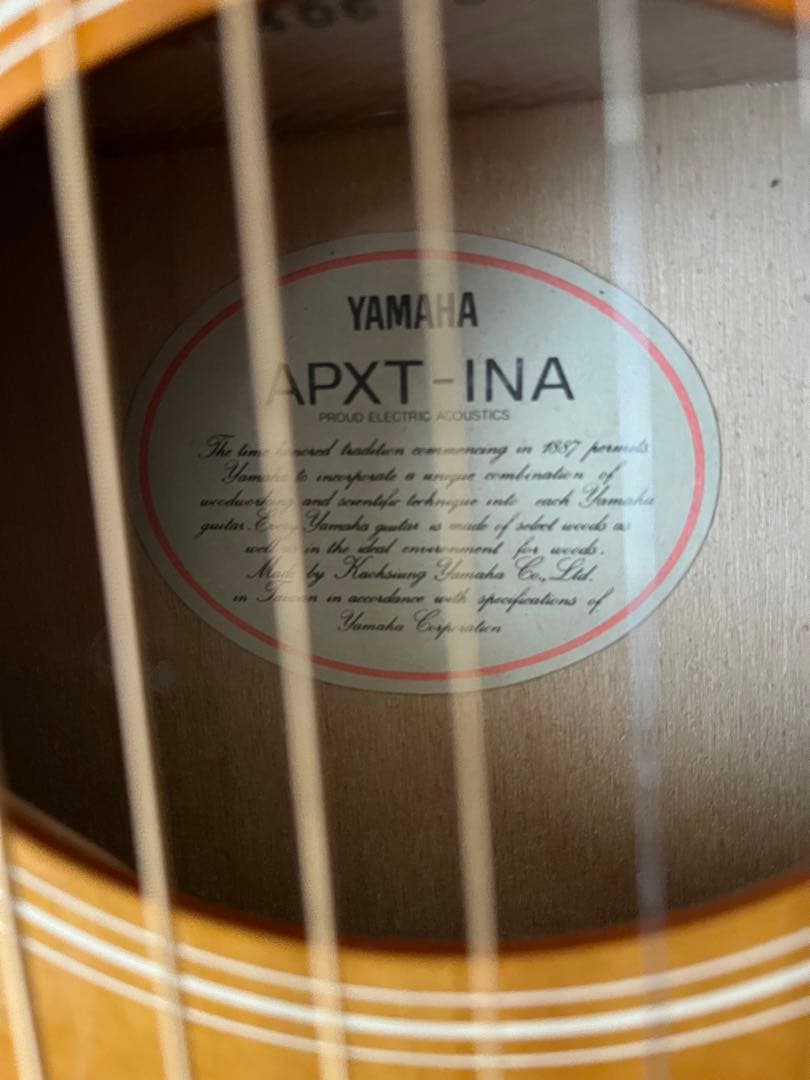 YAMAHA
APXT-1NA
PROUD ELECTRIC ACOUSTICS
The time honored tradition commencing in 1887 permits
Yamaha to incorporate a unique combination of
woodworking and scientific technique into each Yamaha
guitar. Every Yamaha guitar is made of select woods as
well as in the ideal environment for woods.
Made by Kaohsiung Yamaha Co., Ltd.
in Taiwan in accordance with specifications of
Yamaha Corporation